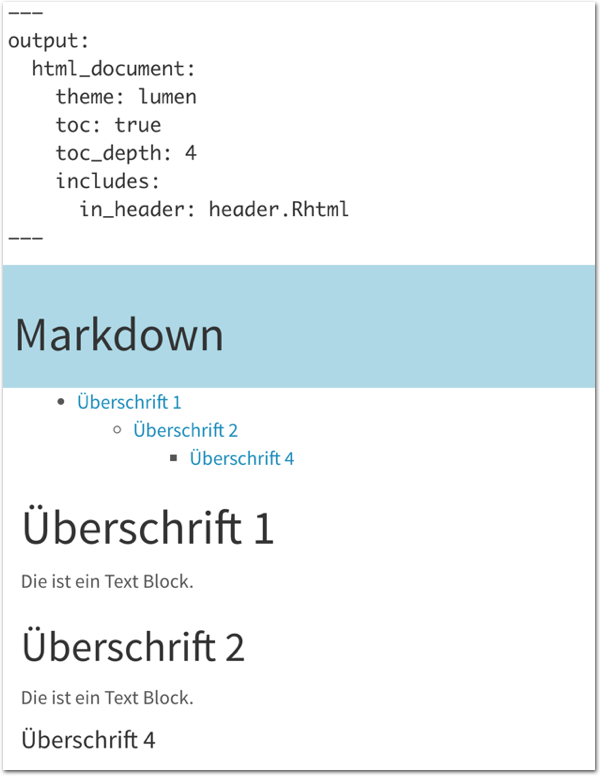 ---
output:
  html_document:
    theme: lumen
    toc: true
    toc_depth: 4
    includes:
      in_header: header.Rhtml
---
Markdown
Überschrift 1
Überschrift 2
Überschrift 4
Überschrift 1
Die ist ein Text Block.
Überschrift 2
Die ist ein Text Block.
Überschrift 4